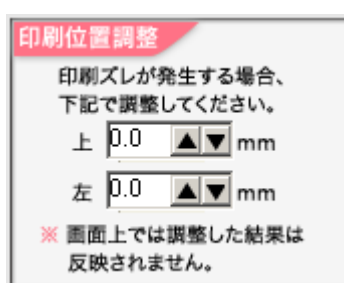 印刷位置調整
印刷ズレが発生する場合、
下記で調整してください。
上 0.0 ▲▼ mm
左 0.0 ▲▼ mm
※ 画面上では調整した結果は
反映されません。